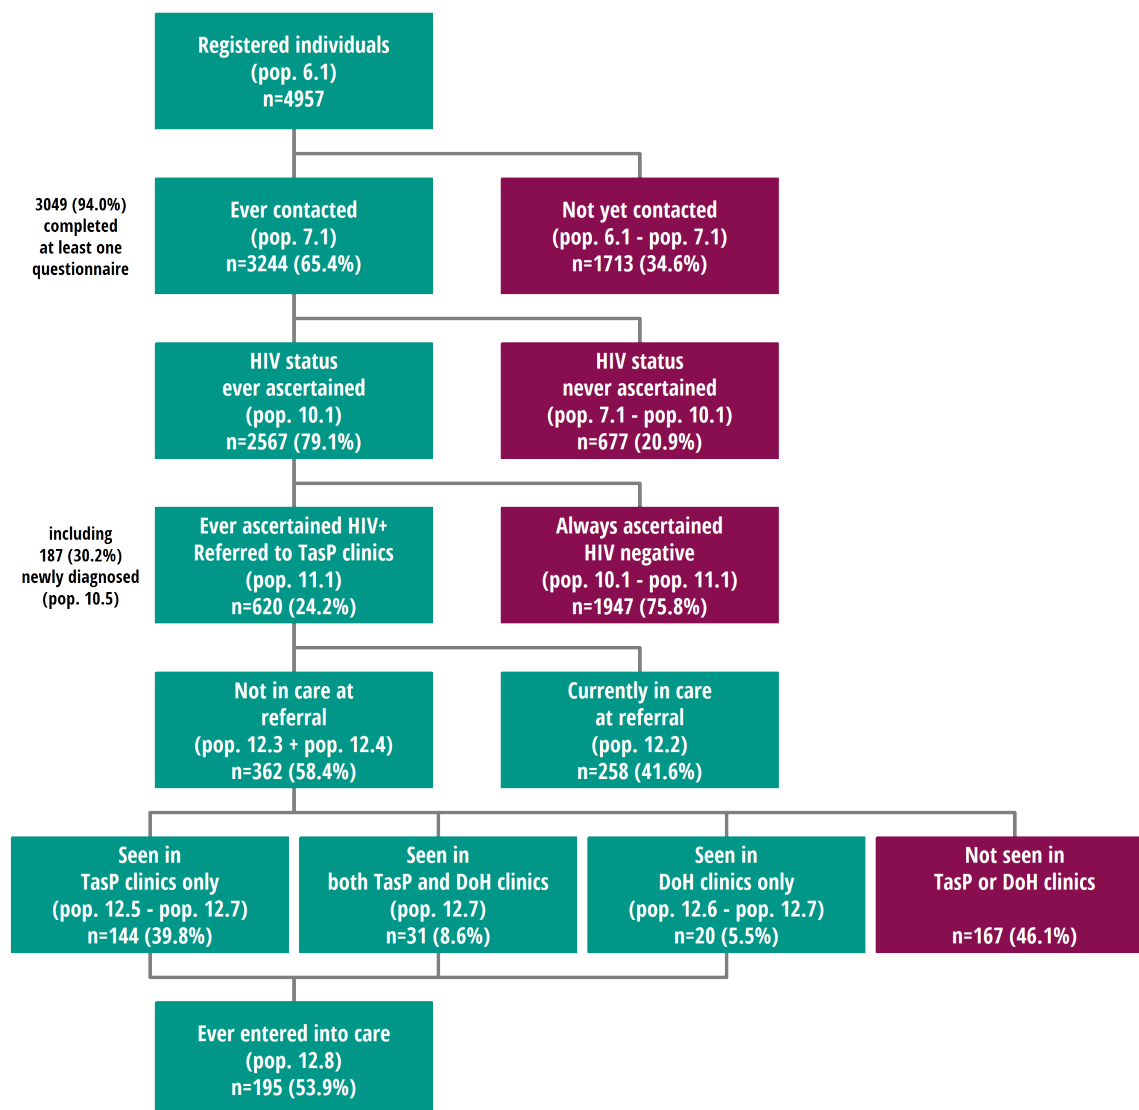 Registered individuals
(pop. 6.1)
n=4957
3049 (94.0%)
completed
at least one
questionnaire
Ever contacted
(pop. 7.1)
n=3244 (65.4%)
Not yet contacted
(pop. 6.1 - pop. 7.1)
n=1713 (34.6%)
HIV status
ever ascertained
(pop. 10.1)
n=2567 (79.1%)
HIV status
never ascertained
(pop. 7.1 - pop. 10.1)
n=677 (20.9%)
including
187 (30.2%)
newly diagnosed
(pop. 10.5)
Ever ascertained HIV+
Referred to TasP clinics
(pop. 11.1)
n=620 (24.2%)
Always ascertained
HIV negative
(pop. 10.1 - pop. 11.1)
n=1947 (75.8%)
Not in care at
referral
(pop. 12.3 + pop. 12.4)
n=362 (58.4%)
Currently in care
at referral
(pop. 12.2)
n=258 (41.6%)
Seen in
TasP clinics only
(pop. 12.5 - pop. 12.7)
n=144 (39.8%)
Seen in
both TasP and DoH clinics
(pop. 12.7)
n=31 (8.6%)
Seen in
DoH clinics only
(pop. 12.6 - pop. 12.7)
n=20 (5.5%)
Not seen in
TasP or DoH clinics
n=167 (46.1%)
Ever entered into care
(pop. 12.8)
n=195 (53.9%)